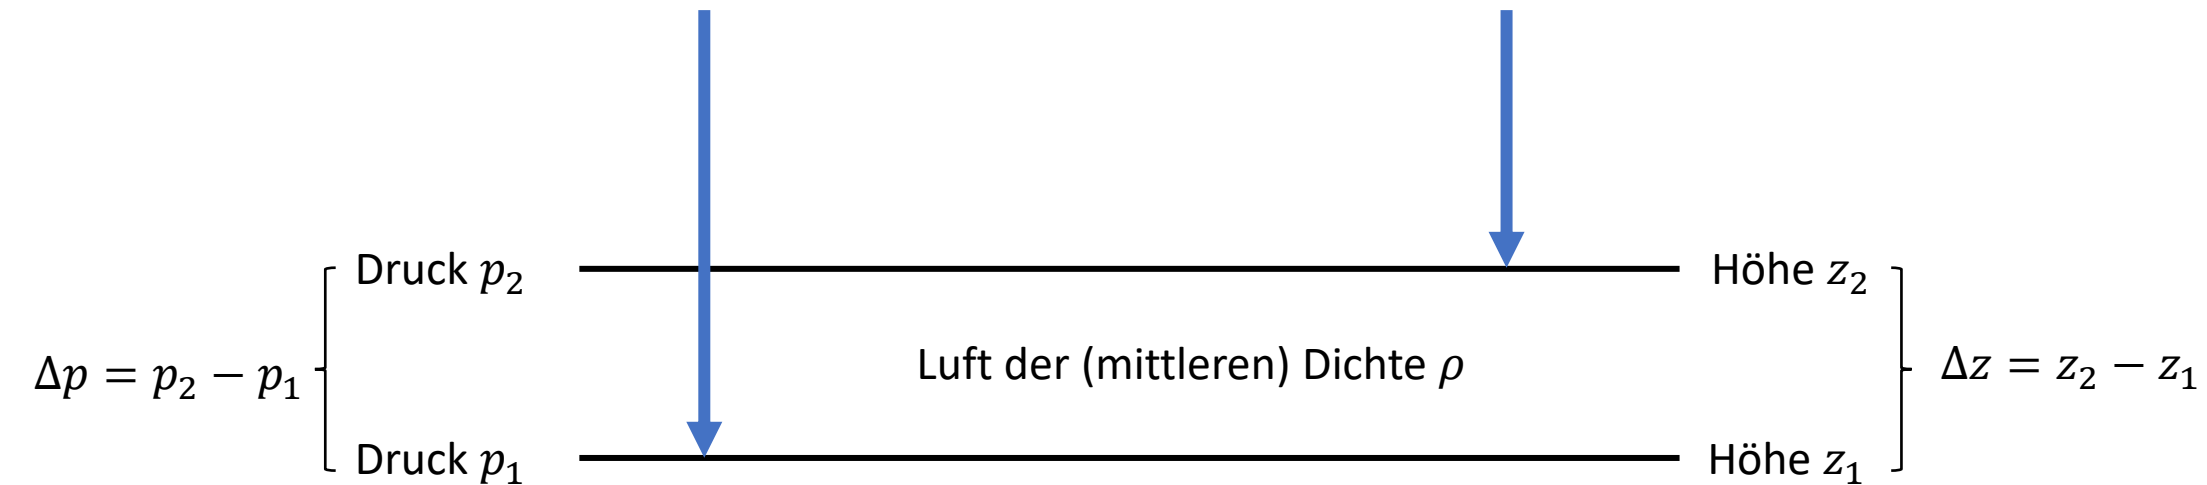 Druck p₂
Höhe z₂
Δp = p₂ − p₁
Luft der (mittleren) Dichte ρ
Δz = z₂ − z₁
Druck p₁
Höhe z₁